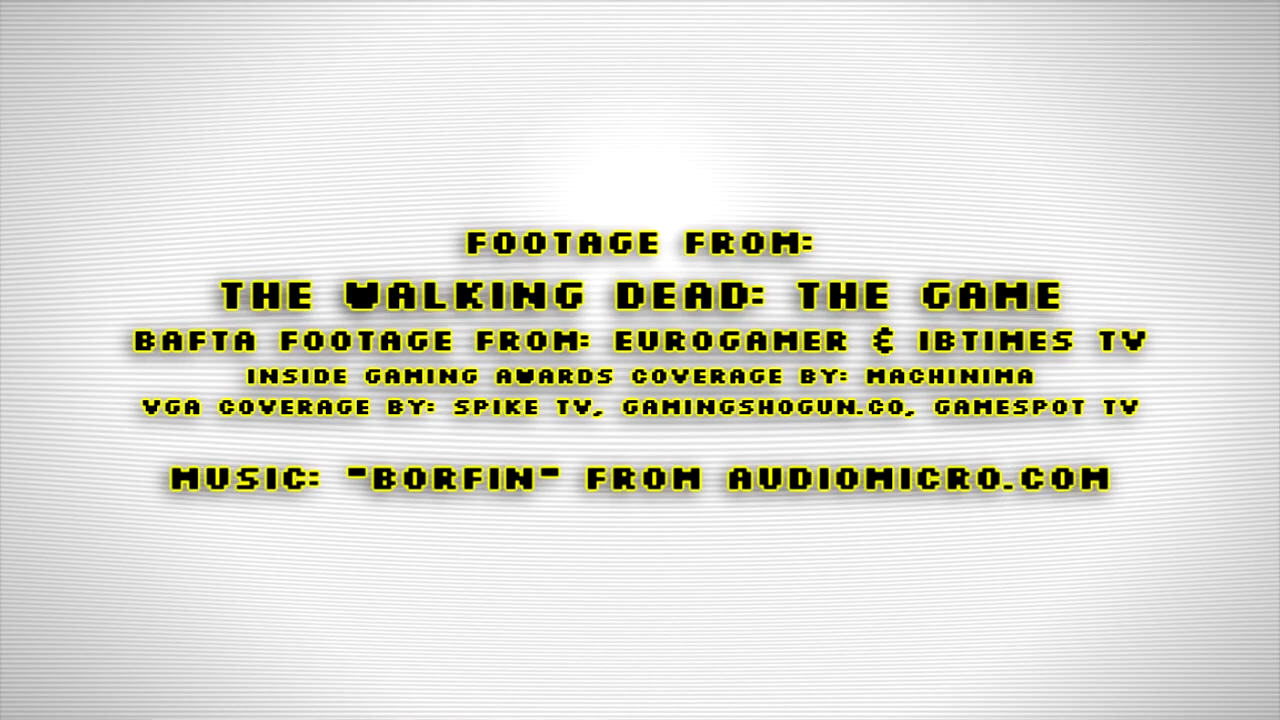 FOOTAGE FROM:
THE WALKING DEAD: THE GAME
BAFTA FOOTAGE FROM: EUROGAMER & IBTIMES TV
INSIDE GAMING AWARDS COVERAGE BY: MACHINIMA
VGA COVERAGE BY: SPIKE TV, GAMINGSHOGUN.CO, GAMESPOT TV
MUSIC: "BORFIN" FROM AUDIOMICRO.COM